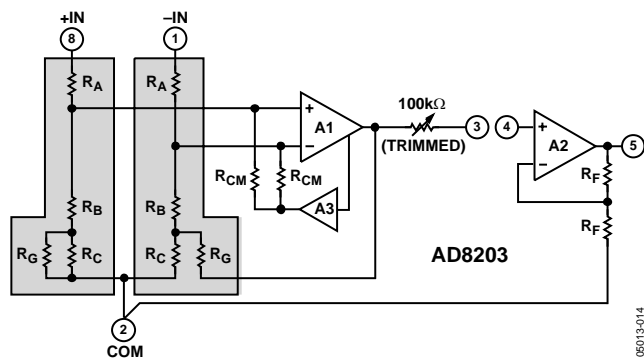 +IN
–IN
8
1
RA
RA
100kΩ
+
A1
–
3
4
+
A2
–
5
(TRIMMED)
RCM
RCM
A3
RF
RB
RB
RG
RC
RC
RG
RF
AD8203
2
COM
05013-014